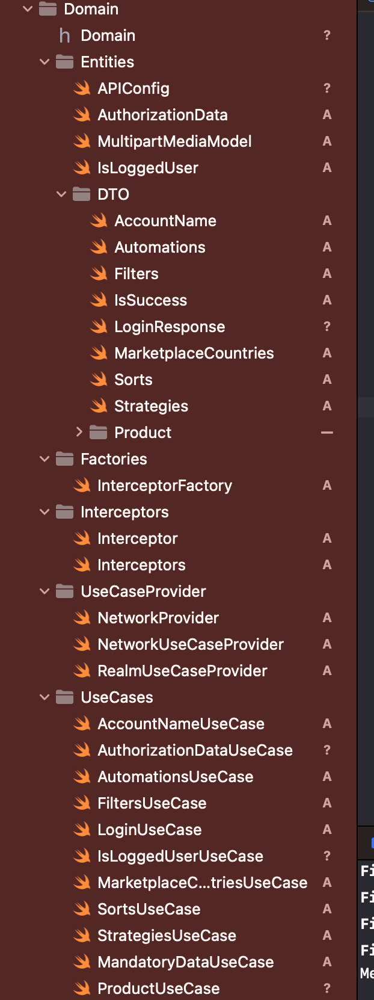 Domain
h Domain ?
Entities
APIConfig ?
AuthorizationData A
MultipartMediaModel A
IsLoggedUser A
DTO
AccountName A
Automations A
Filters A
IsSuccess A
LoginResponse ?
MarketplaceCountries A
Sorts A
Strategies A
Product
Factories
InterceptorFactory A
Interceptors
Interceptor A
Interceptors A
UseCaseProvider
NetworkProvider A
NetworkUseCaseProvider A
RealmUseCaseProvider A
UseCases
AccountNameUseCase A
AuthorizationDataUseCase ?
AutomationsUseCase A
FiltersUseCase A
LoginUseCase A
IsLoggedUserUseCase ?
Fi
MarketplaceC...triesUseCase A
Fi
SortsUseCase A
Fi
StrategiesUseCase A
Fi
MandatoryDataUseCase A
Me
ProductUseCase ?